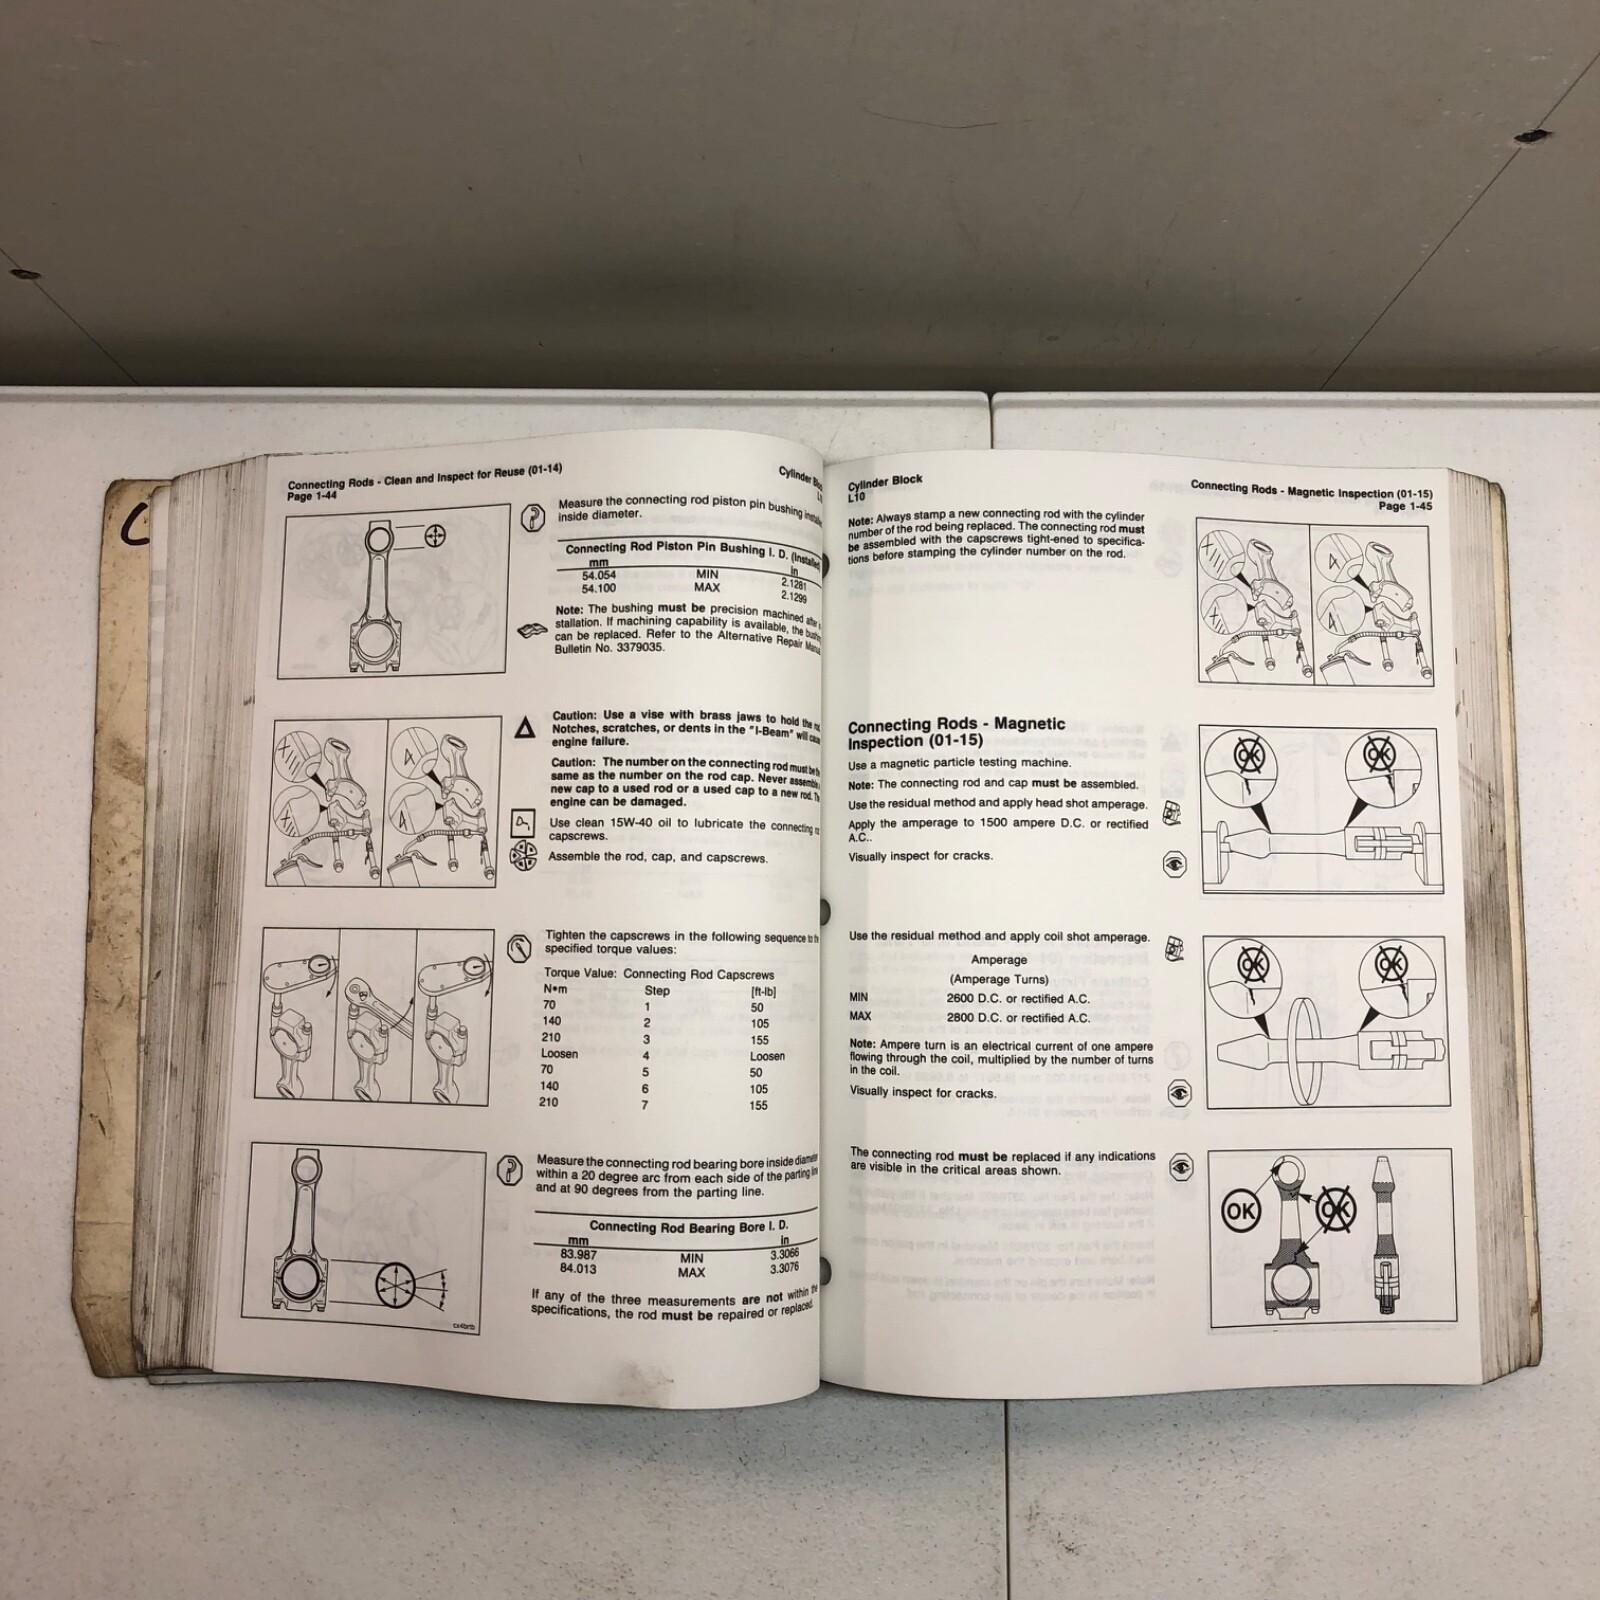 Connecting Rods - Clean and Inspect for Reuse (01-14)
Page 1-44
Cylinder
Measure the connecting rod piston pin bushing
inside diameter.
Connecting Rod Piston Pin Bushing I. D. (Installed)
mm in
54.054 MIN 2.1281
54.100 MAX 2.1299
Note: The bushing must be precision machined after
stallation. If machining capability is available, the
can be replaced. Refer to the Alternative Repair
Bulletin No. 3379035.
Caution: Use a vise with brass jaws to hold the
Notches, scratches, or dents in the "I-Beam" will
engine failure.
Caution: The number on the connecting rod must be
same as the number on the rod cap. Never
new cap to a used rod or a used cap to a new rod.
engine can be damaged.
Use clean 15W-40 oil to lubricate the connecting
capscrews.
Assemble the rod, cap, and capscrews.
Tighten the capscrews in the following sequence to
specified torque values:
Torque Value: Connecting Rod Capscrews
N•m Step [ft-lb]
70 1 50
140 2 105
210 3 155
Loosen 4 Loosen
70 5 50
140 6 105
210 7 155
Measure the connecting rod bearing bore inside
within a 20 degree arc from each side of the parting
and at 90 degrees from the parting line.
Connecting Rod Bearing Bore I. D.
mm in
83.987 MIN 3.3066
84.013 MAX 3.3076
If any of the three measurements are not within
specifications, the rod must be repaired or replaced.
Cylinder Block
L10
Connecting Rods - Magnetic Inspection (01-15)
Page 1-45
Note: Always stamp a new connecting rod with the cylinder
number of the rod being replaced. The connecting rod must
be assembled with the capscrews tight-ened to specifica-
tions before stamping the cylinder number on the rod.
4
4
Connecting Rods - Magnetic
Inspection (01-15)
Use a magnetic particle testing machine.
Note: The connecting rod and cap must be assembled.
Use the residual method and apply head shot amperage.
Apply the amperage to 1500 ampere D.C. or rectified
A.C..
Visually inspect for cracks.
OK OK
Use the residual method and apply coil shot amperage.
Amperage
(Amperage Turns)
MIN 2600 D.C. or rectified A.C.
MAX 2800 D.C. or rectified A.C.
Note: Ampere turn is an electrical current of one ampere
flowing through the coil, multiplied by the number of turns
in the coil.
Visually inspect for cracks.
OK OK
The connecting rod must be replaced if any indications
are visible in the critical areas shown.
OK OK